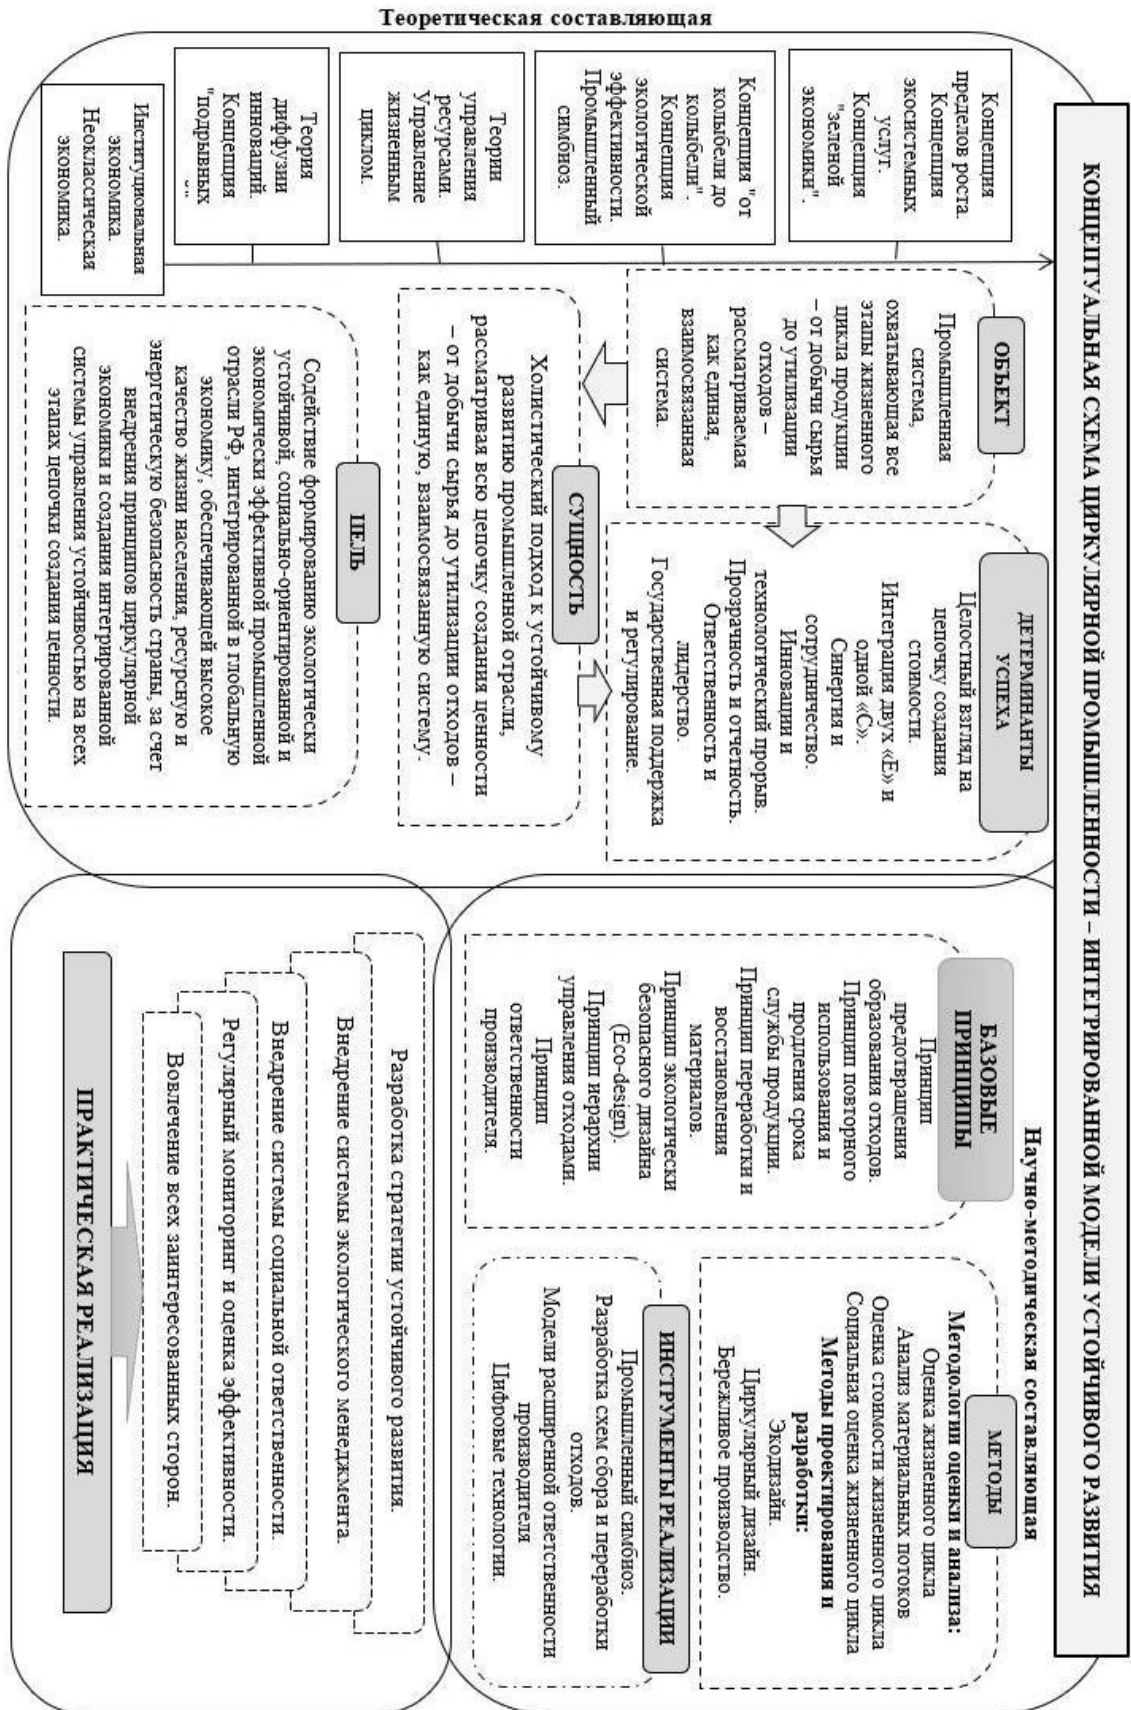 Теоретическая составляющая
КОНЦЕПТУАЛЬНАЯ СХЕМА ЦИРКУЛЯРНОЙ ПРОМЫШЛЕННОСТИ – ИНТЕГРИРОВАННОЙ МОДЕЛИ УСТОЙЧИВОГО РАЗВИТИЯ
Концепция
пределов роста.
Концепция
экосистемных
услуг.
Концепция
"зеленой
экономики".
Концепция "от
колыбели до
колыбели".
Концепция
экологической
эффективности.
Промышленный
симбиоз.
Теории
управления
ресурсами.
Управление
жизненным
циклом.
Теория
диффузии
инноваций.
Концепция
"подрывных
Институциональная
экономика.
Неоклассическая
экономика.
ОБЪЕКТ
Промышленная
система,
охватывающая все
этапы жизненного
цикла продукции
– от добычи сырья
до утилизации
отходов –
рассматриваемая
как единая,
взаимосвязанная
система.
ДЕТЕРМИНАНТЫ
УСПЕХА
Целостный взгляд на
цепочку создания
стоимости.
Интеграция двух «Е» и
одной «С».
Синергия и
сотрудничество.
Инновации и
технологический прорыв.
Прозрачность и отчетность.
Ответственность и
лидерство.
Государственная поддержка
и регулирование.
СУЩНОСТЬ
Холистический подход к устойчивому
развитию промышленной отрасли,
рассматривая всю цепочку создания ценности
– от добычи сырья до утилизации отходов –
как единую, взаимосвязанную систему.
ЦЕЛЬ
Содействие формированию экологически
устойчивой, социально-ориентированной и
экономически эффективной промышленной
отрасли РФ, интегрированной в глобальную
экономику, обеспечивающей высокое
качество жизни населения, ресурсную и
энергетическую безопасность страны, за счет
внедрения принципов циркулярной
экономики и создания интегрированной
системы управления устойчивостью на всех
этапах цепочки создания ценности.
Научно-методическая составляющая
БАЗОВЫЕ
ПРИНЦИПЫ
Принцип
предотвращения
образования отходов.
Принцип повторного
использования и
продления срока
службы продукции.
Принцип переработки и
восстановления
материалов.
Принцип экологически
безопасного дизайна
(Eco-design).
Принцип иерархии
управления отходами.
Принцип
ответственности
производителя.
МЕТОДЫ
Методологии оценки и анализа:
Оценка жизненного цикла
Анализ материальных потоков
Оценка стоимости жизненного цикла
Социальная оценка жизненного цикла
Методы проектирования и
разработки:
Экодизайн.
Циркулярный дизайн.
Бережливое производство.
ИНСТРУМЕНТЫ РЕАЛИЗАЦИИ
Промышленный симбиоз.
Разработка схем сбора и переработки
отходов.
Модели расширенной ответственности
производителя
Цифровые технологии.
Разработка стратегии устойчивого развития.
Внедрение системы экологического менеджмента.
Внедрение системы социальной ответственности.
Регулярный мониторинг и оценка эффективности.
Вовлечение всех заинтересованных сторон.
ПРАКТИЧЕСКАЯ РЕАЛИЗАЦИЯ